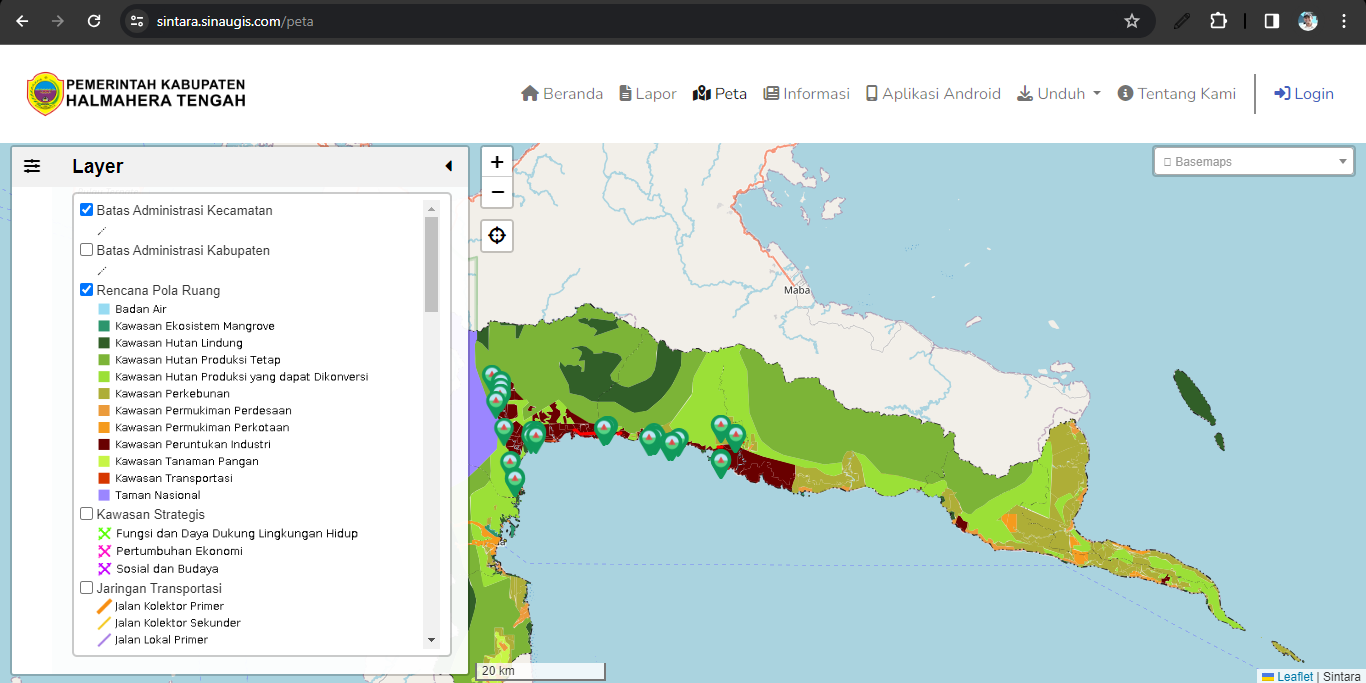 sintara.sinaugis.com/peta
PEMERINTAH KABUPATEN
HALMAHERA TENGAH
Beranda
Lapor
Peta
Informasi
Aplikasi Android
Unduh
Tentang Kami
Login
Layer
Batas Administrasi Kecamatan
Batas Administrasi Kabupaten
Rencana Pola Ruang
Badan Air
Kawasan Ekosistem Mangrove
Kawasan Hutan Lindung
Kawasan Hutan Produksi Tetap
Kawasan Hutan Produksi yang dapat Dikonversi
Kawasan Perkebunan
Kawasan Permukiman Perdesaan
Kawasan Permukiman Perkotaan
Kawasan Peruntukan Industri
Kawasan Tanaman Pangan
Kawasan Transportasi
Taman Nasional
Kawasan Strategis
Fungsi dan Daya Dukung Lingkungan Hidup
Pertumbuhan Ekonomi
Sosial dan Budaya
Jaringan Transportasi
Jalan Kolektor Primer
Jalan Kolektor Sekunder
Jalan Lokal Primer
+
−
Basemaps
Maba
20 km
Leaflet | Sintara